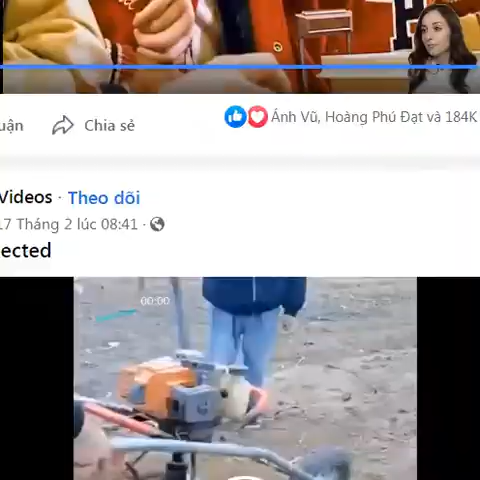 uận
Chia sẻ
Ánh Vũ, Hoàng Phú Đạt và 184K
Videos · Theo dõi
17 Tháng 2 lúc 08:41 ·
ected
00:00